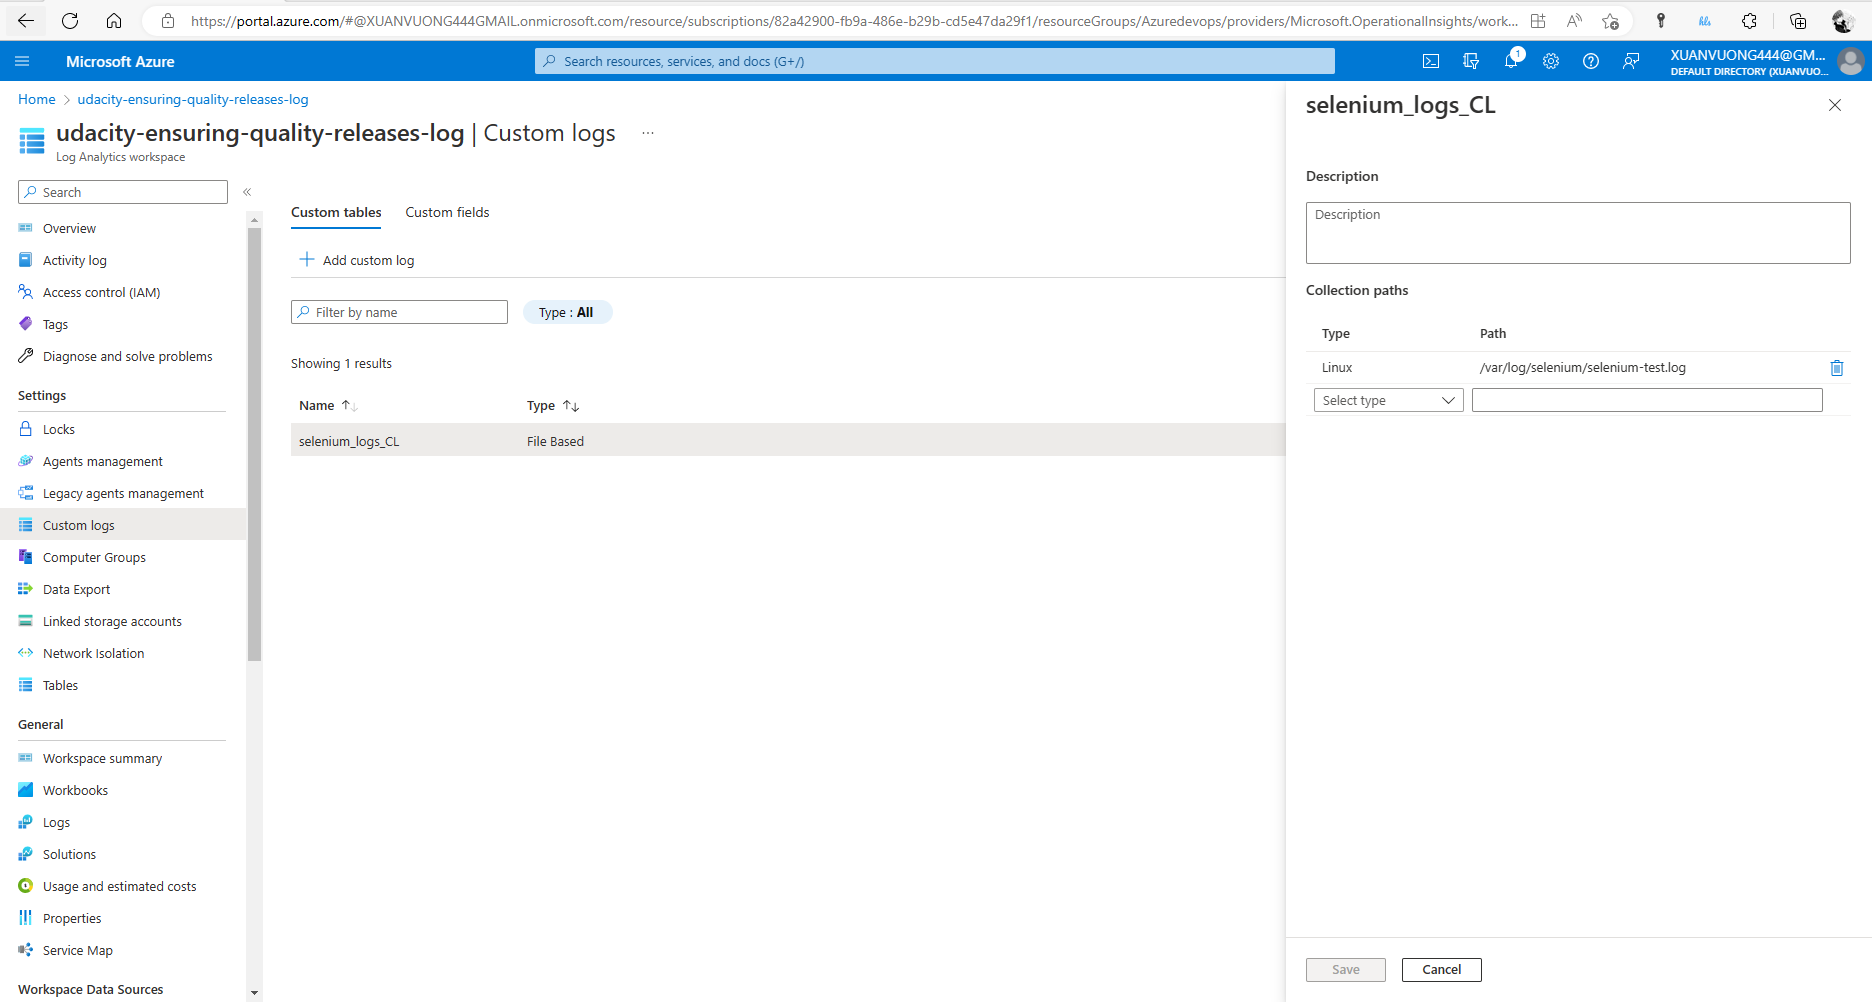 https://portal.azure.com/#@XUANVUONG444GMAIL.onmicrosoft.com/resource/subscriptions/82a42900-fb9a-486e-b29b-cd5e47da29f1/resourceGroups/Azuredevops/providers/Microsoft.OperationalInsights/work...
Microsoft Azure
Search resources, services, and docs (G+/)
1
XUANVUONG444@GM...
DEFAULT DIRECTORY (XUANVUO...
Home > udacity-ensuring-quality-releases-log
udacity-ensuring-quality-releases-log | Custom logs ...
Log Analytics workspace
Search
«
Overview
Activity log
Access control (IAM)
Tags
Diagnose and solve problems
Settings
Locks
Agents management
Legacy agents management
Custom logs
Computer Groups
Data Export
Linked storage accounts
Network Isolation
Tables
General
Workspace summary
Workbooks
Logs
Solutions
Usage and estimated costs
Properties
Service Map
Workspace Data Sources
Custom tables Custom fields
Add custom log
Filter by name
Type : All
Showing 1 results
Name Type
selenium_logs_CL File Based
selenium_logs_CL
Description
Description
Collection paths
Type Path
Linux /var/log/selenium/selenium-test.log
Select type
Save Cancel